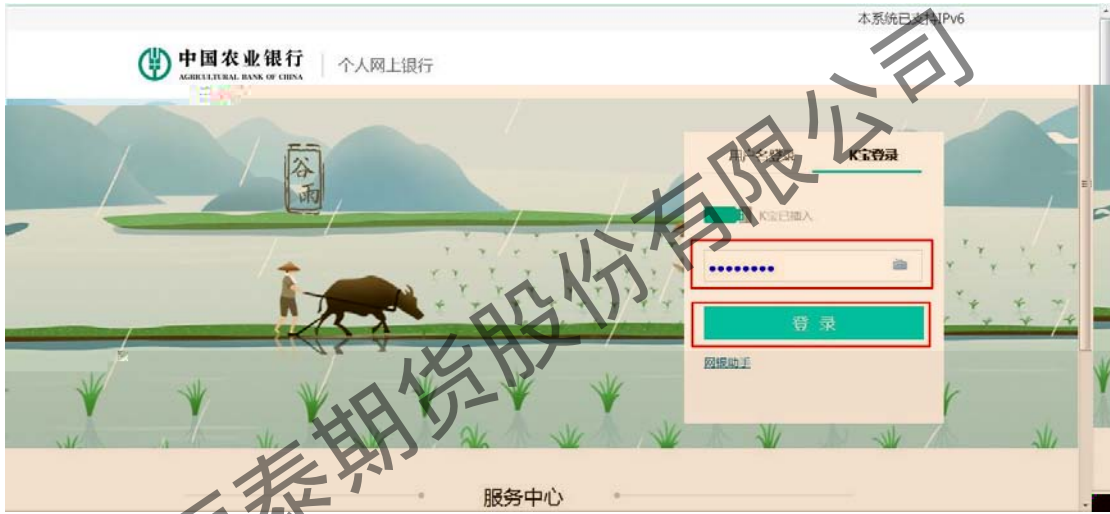 本系统已支持IPv6
中国农业银行
AGRICULTURAL BANK OF CHINA
个人网上银行
谷雨
用户名登录
K宝登录
K宝已插入
登 录
网银助手
服务中心
泰期货股份有限公司